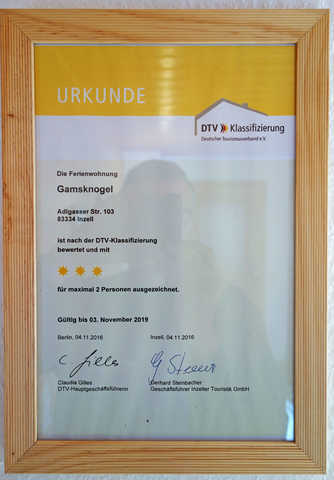 URKUNDE
DTV Klassifizierung
Deutscher Tourismusverband e.V.
Die Ferienwohnung
Gamsknogel
Adlgasser Str. 103
83334 Inzell
ist nach der DTV-Klassifizierung
bewertet und mit
für maximal 2 Personen ausgezeichnet.
Gültig bis 03. November 2019
Berlin, 04.11.2016
Inzell, 04.11.2016
Claudia Gilles
DTV-Hauptgeschäftsführerin
Gerhard Steinbacher
Geschäftsführer Inzeller Touristik GmbH